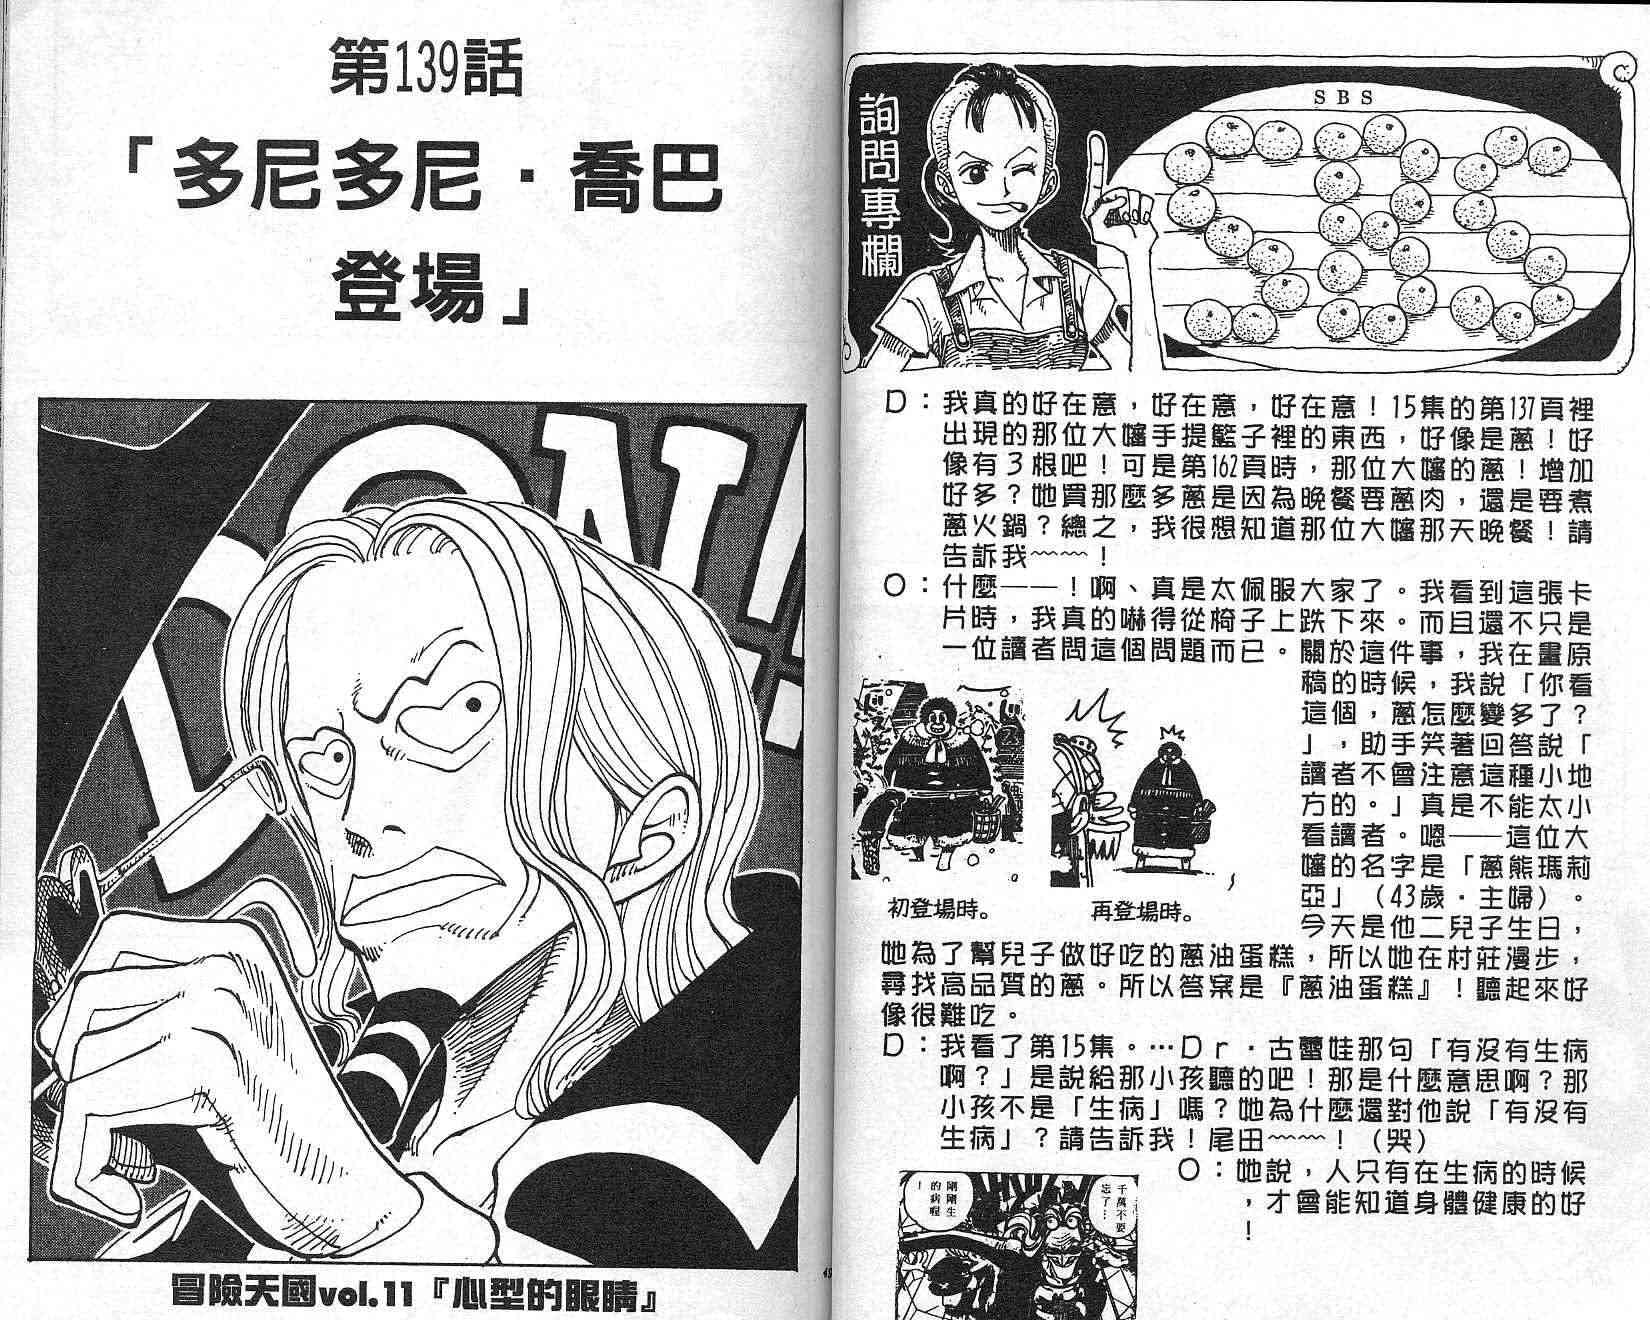 第139話
「多尼多尼・喬巴
登場」
冒險天國vol.11『心型的眼睛』
詢問專欄
SBS
D：我真的好在意，好在意，好在意！15集的第137頁裡
出現的那位大嬸手提籃子裡的東西，好像是蔥！好
像有3根吧！可是第162頁時，那位大嬸的蔥！增加
好多？她買那麼多蔥是因為晚餐要蔥肉，還是要煮
蔥火鍋？總之，我很想知道那位大嬸那天晚餐！請
告訴我~~~~！
O：什麼——！啊、真是太佩服大家了。我看到這張卡
片時，我真的嚇得從椅子上跌下來。而且還不只是
一位讀者問這個問題而已。關於這件事，我在畫原
稿的時候，我說「你看
這個，蔥怎麼變多了？
」，助手笑著回答說「
讀者不會注意這種小地
方的。」真是不能太小
看讀者。嗯——這位大
嬸的名字是「蔥熊瑪莉
亞」（43歲・主婦）。
今天是他二兒子生日，
初登場時。
再登場時。
她為了幫兒子做好吃的蔥油蛋糕，所以她在村莊漫步，
尋找高品質的蔥。所以答案是『蔥油蛋糕』！聽起來好
像很難吃。
D：我看了第15集。…Dr・古蕾娃那句「有沒有生病
啊？」是說給那小孩聽的吧！那是什麼意思啊？那
小孩不是「生病」嗎？她為什麼還對他說「有沒有
生病」？請告訴我！尾田~~~~！（哭）
O：她說，人只有在生病的時候
，才會能知道身體健康的好
！
千萬不要
忘了…
剛剛生
的病喔
！